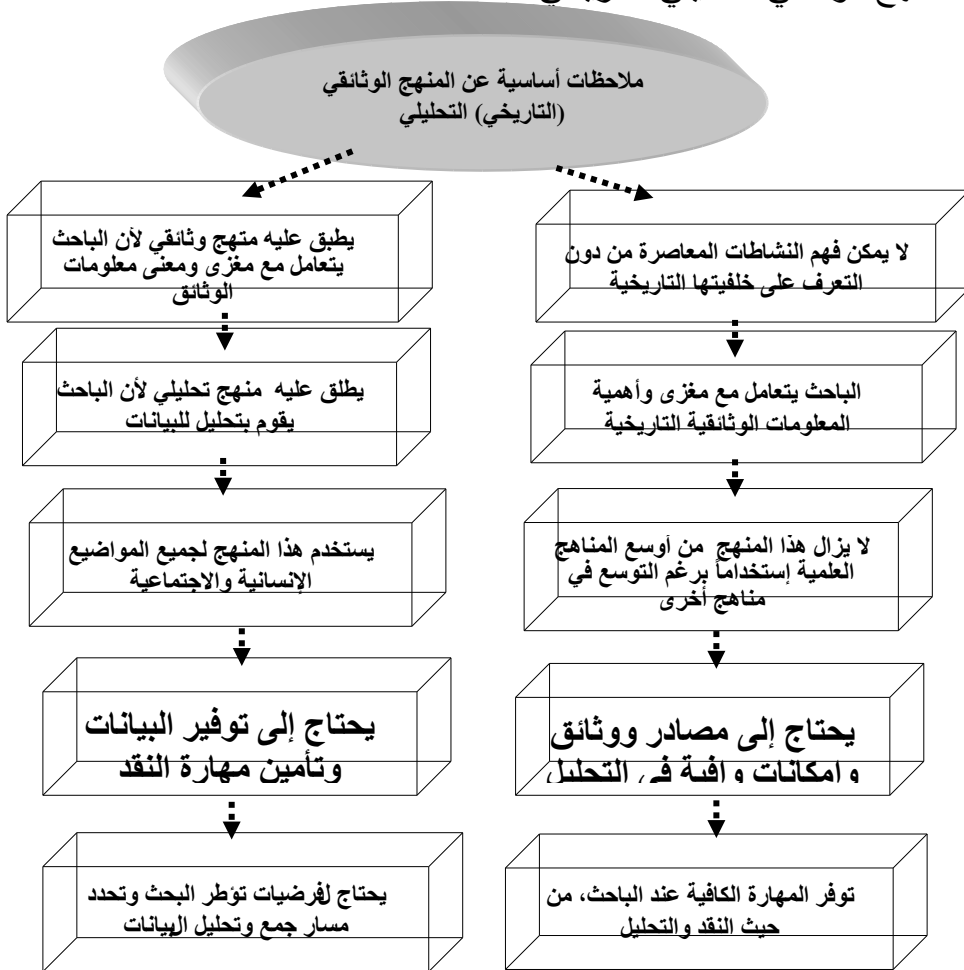 ملاحظات أساسية عن المنهج الوثائقي
(التاريخي) التحليلي
لا يمكن فهم النشاطات المعاصرة من دون
التعرف على خلفيتها التاريخية
الباحث يتعامل مع مغزى وأهمية
المعلومات الوثائقية التاريخية
لا يزال هذا المنهج من أوسع المناهج
العلمية إستخداماً برغم التوسع في
مناهج أخرى
يحتاج إلى مصادر ووثائق
وإمكانات وافية في التحليل
توفر المهارة الكافية عند الباحث، من
حيث النقد والتحليل
يطبق عليه متهج وثائقي لأن الباحث
يتعامل مع مغزى ومعنى معلومات
الوثائق
يطلق عليه منهج تحليلي لأن الباحث
يقوم بتحليل للبيانات
يستخدم هذا المنهج لجميع المواضيع
الإنسانية والاجتماعية
يحتاج إلى توفير البيانات
وتأمين مهارة النقد
يحتاج لفرضيات تؤطر البحث وتحدد
مسار جمع وتحليل البيانات